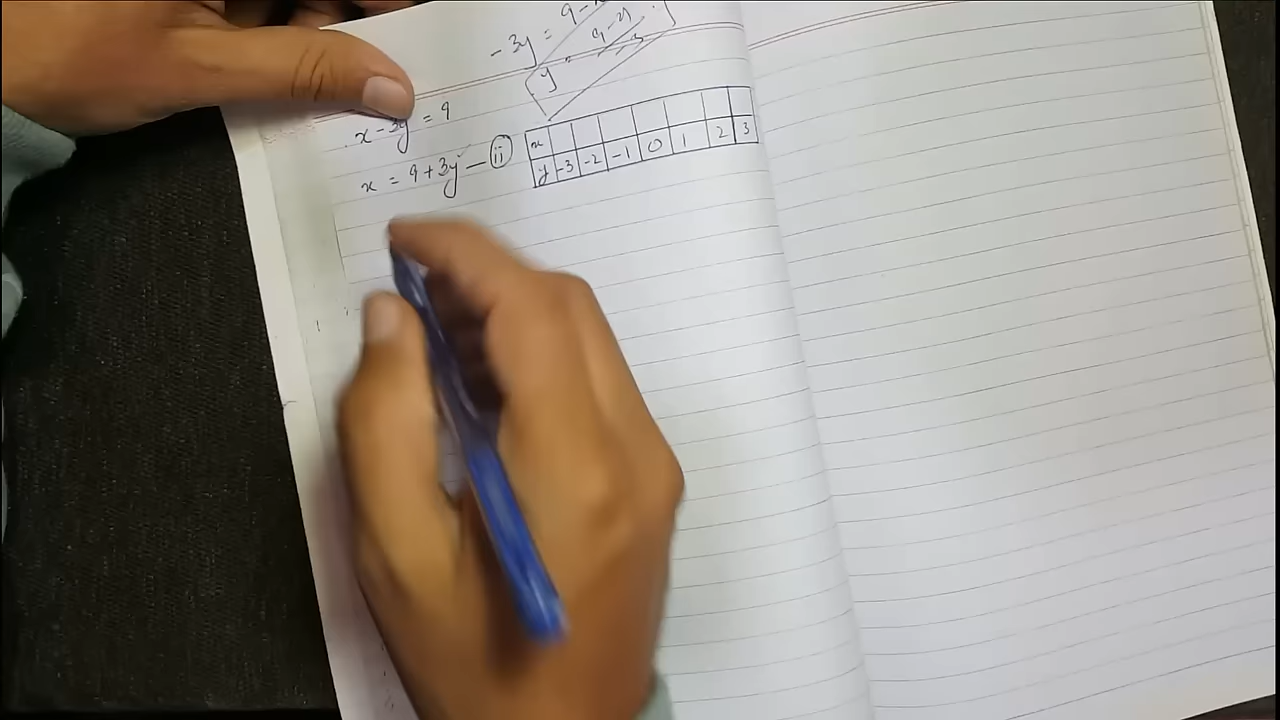 - 3y = 9 -
y =
x - 3y = 9
x = 9 + 3y — (ii)
x
y -3 -2 -1 0 1 2 3